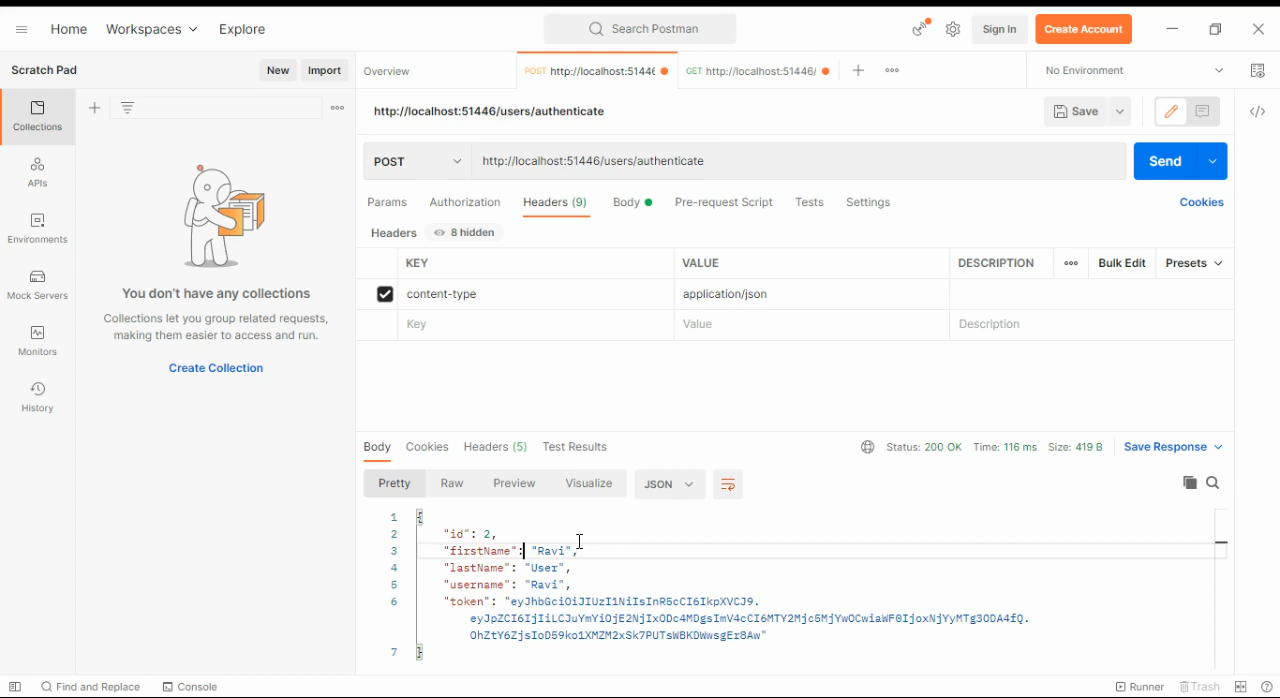 Home Workspaces Explore Search Postman Sign In Create Account
Scratch Pad New Import Overview POST http://localhost:5144 GET http://localhost:51446/ No Environment
Collections
APIs
Environments
Mock Servers
Monitors
History
You don't have any collections
Collections let you group related requests,
making them easier to access and run.
Create Collection
http://localhost:51446/users/authenticate Save
POST http://localhost:51446/users/authenticate Send
Params Authorization Headers (9) Body Pre-request Script Tests Settings Cookies
Headers 8 hidden
KEY VALUE DESCRIPTION Bulk Edit Presets
content-type application/json
Key Value Description
Body Cookies Headers (5) Test Results Status: 200 OK Time: 116 ms Size: 419 B Save Response
Pretty Raw Preview Visualize JSON
1 {
2 "id": 2,
3 "firstName": "Ravi",
4 "lastName": "User",
5 "username": "Ravi",
6 "token": "eyJhbGciOiJIUzI1NiIsInR5cCI6IkpXVCJ9.
eyJpZCI6IjIiLCJuYmYiOjE2NjIxODc4MDgsImV4cCI6MTY2Mjc5MjYwOCwiaWF0IjoxNjYyMTg3ODA4fQ.
OhZtY6ZjsIoD59ko1XMZM2xSk7PUTsWBKDWwsgEr8Aw"
7 }
Find and Replace Console Runner Trash